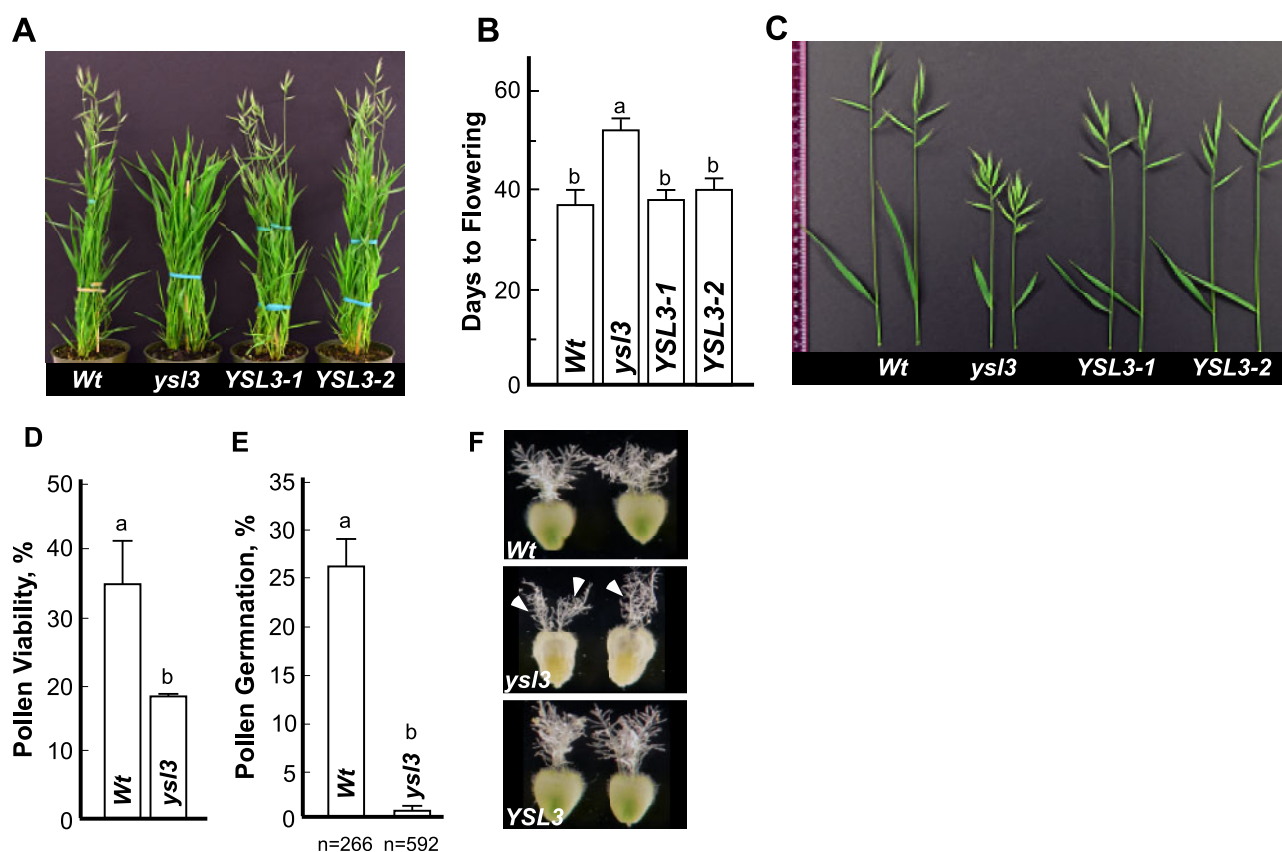 A
Wt ysl3 YSL3-1 YSL3-2
B
Days to Flowering
60
40
20
0
a
b b b
Wt ysl3 YSL3-1 YSL3-2
C
Wt ysl3 YSL3-1 YSL3-2
D
Pollen Viability, %
50
40
30
20
10
0
a
b
Wt ysl3
E
Pollen Germnation, %
35
30
25
20
15
10
5
0
a
b
Wt ysl3
n=266 n=592
F
Wt
ysl3
YSL3